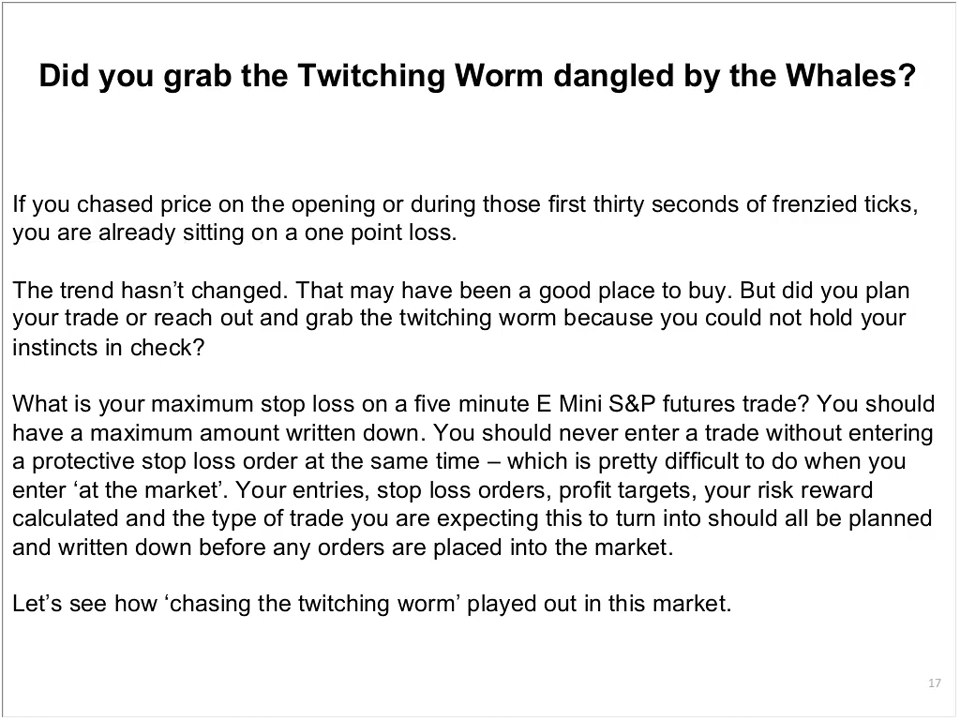 Did you grab the Twitching Worm dangled by the Whales?
If you chased price on the opening or during those first thirty seconds of frenzied ticks,
you are already sitting on a one point loss.
The trend hasn’t changed. That may have been a good place to buy. But did you plan
your trade or reach out and grab the twitching worm because you could not hold your
instincts in check?
What is your maximum stop loss on a five minute E Mini S&P futures trade? You should
have a maximum amount written down. You should never enter a trade without entering
a protective stop loss order at the same time – which is pretty difficult to do when you
enter ‘at the market’. Your entries, stop loss orders, profit targets, your risk reward
calculated and the type of trade you are expecting this to turn into should all be planned
and written down before any orders are placed into the market.
Let’s see how ‘chasing the twitching worm’ played out in this market.
17